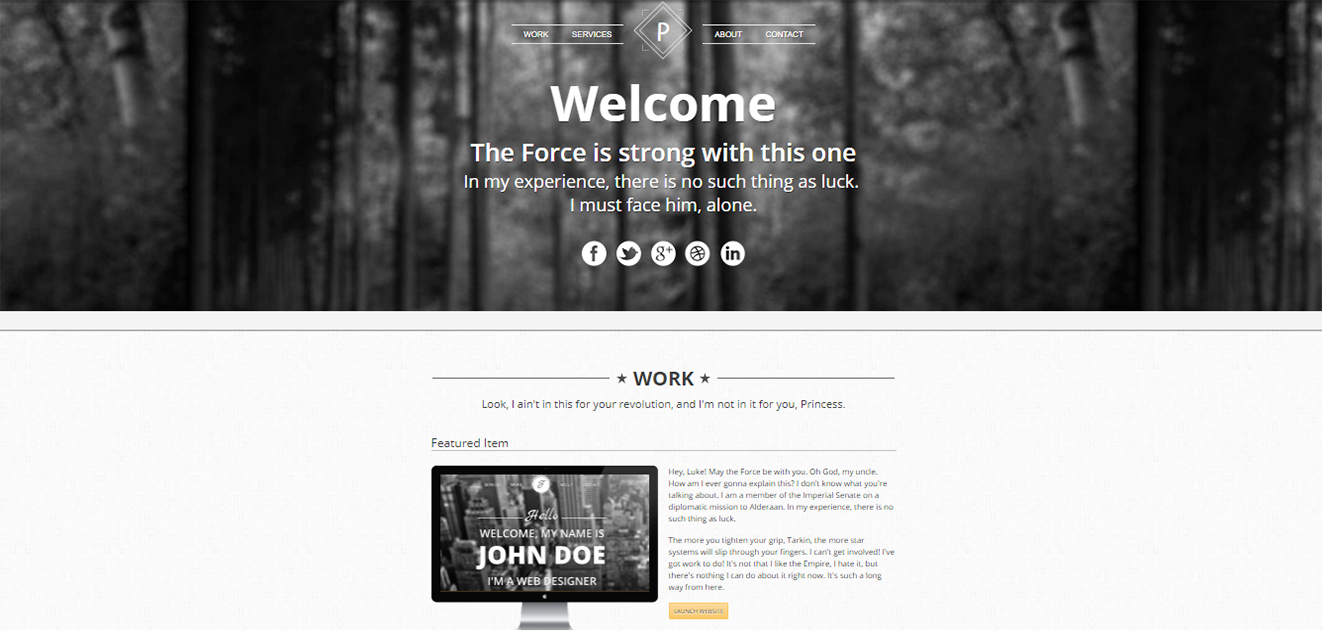 WORK SERVICES P ABOUT CONTACT
Welcome
The Force is strong with this one
In my experience, there is no such thing as luck.
I must face him, alone.
★ WORK ★
Look, I ain't in this for your revolution, and I'm not in it for you, Princess.
Featured Item
Hello
WELCOME, MY NAME IS
JOHN DOE
I'M A WEB DESIGNER
Hey, Luke! May the Force be with you. Oh God, my uncle.
How am I ever gonna explain this? I don't know what you're
talking about. I am a member of the Imperial Senate on a
diplomatic mission to Alderaan. In my experience, there is no
such thing as luck.
The more you tighten your grip, Tarkin, the more star
systems will slip through your fingers. I can't get involved! I've
got work to do! It's not that I like the Empire, I hate it, but
there's nothing I can do about it right now. It's such a long
way from here.
LAUNCH WEBSITE